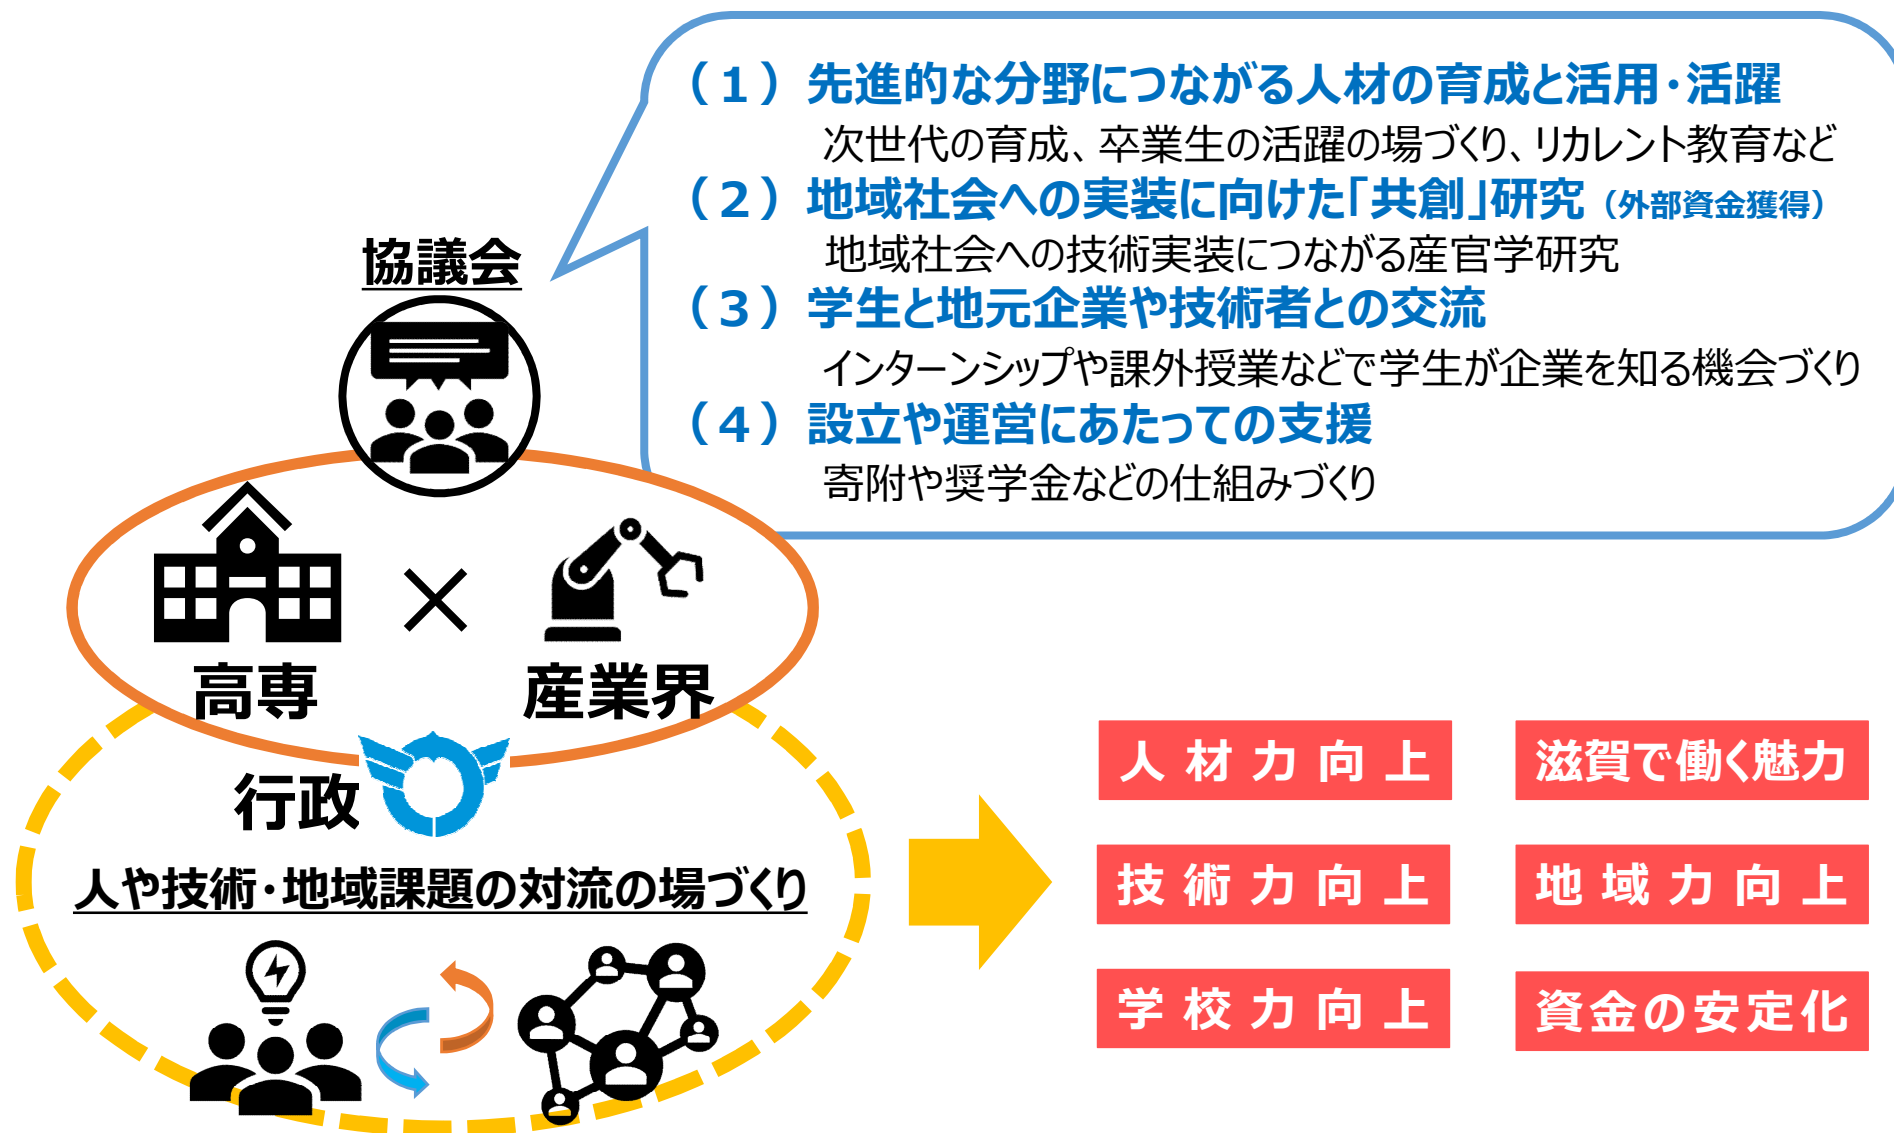 （１）先進的な分野につながる人材の育成と活用・活躍
次世代の育成、卒業生の活躍の場づくり、リカレント教育など
（２）地域社会への実装に向けた「共創」研究（外部資金獲得）
地域社会への技術実装につながる産官学研究
（３）学生と地元企業や技術者との交流
インターンシップや課外授業などで学生が企業を知る機会づくり
（４）設立や運営にあたっての支援
寄附や奨学金などの仕組みづくり
協議会
×
高専
産業界
行政
人や技術・地域課題の対流の場づくり
人材力向上
滋賀で働く魅力
技術力向上
地域力向上
学校力向上
資金の安定化